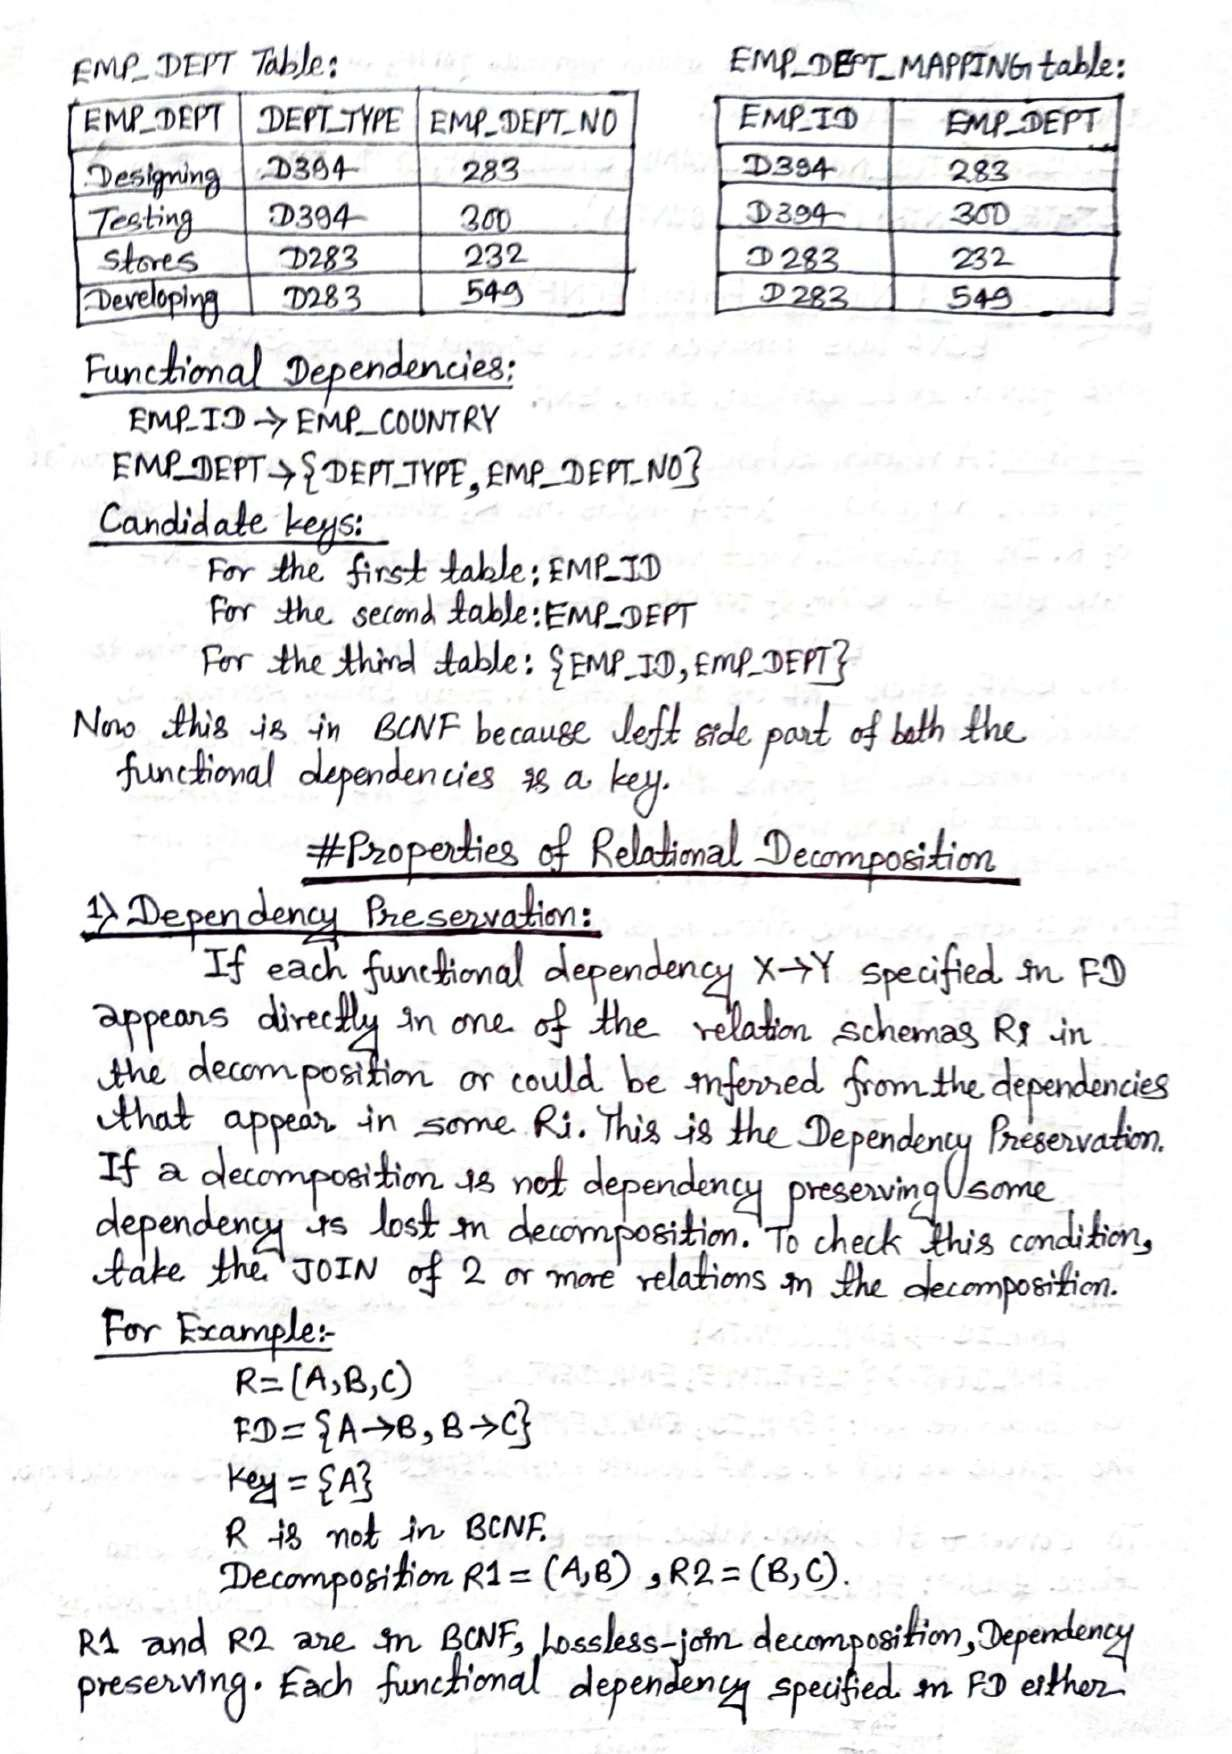 EMP_DEPT Table:
EMP_DEPT DEPT_TYPE EMP_DEPT_NO
Designing D394 283
Testing D394 300
Stores D283 232
Developing D283 549
EMP_DEPT_MAPPING table:
EMP_ID EMP_DEPT
D394 283
D394 300
D283 232
D283 549
Functional Dependencies:
EMP_ID → EMP_COUNTRY
EMP_DEPT → {DEPT_TYPE, EMP_DEPT_NO}
Candidate keys:
For the first table: EMP_ID
For the second table: EMP_DEPT
For the third table: {EMP_ID, EMP_DEPT}
Now this is in BCNF because left side part of both the
functional dependencies is a key.
#Properties of Relational Decomposition
1) Dependency Preservation:
If each functional dependency X→Y specified in FD
appears directly in one of the relation schemas Ri in
the decomposition or could be inferred from the dependencies
that appear in some Ri. This is the Dependency Preservation.
If a decomposition is not dependency preserving some
dependency is lost in decomposition. To check this condition,
take the JOIN of 2 or more relations in the decomposition.
For Example:-
R=(A,B,C)
FD={A→B, B→C}
Key={A}
R is not in BCNF.
Decomposition R1=(A,B), R2=(B,C).
R1 and R2 are in BCNF, Lossless-join decomposition, Dependency
preserving. Each functional dependency specified in FD either